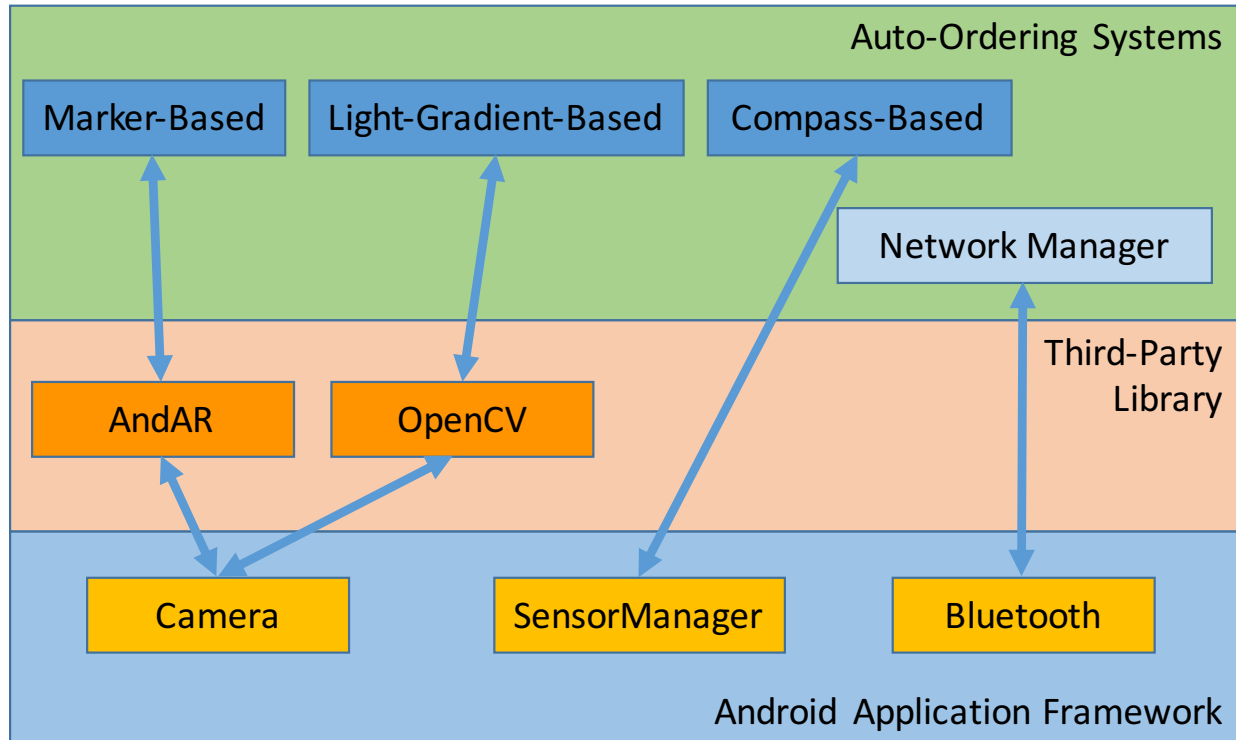 Auto-Ordering Systems
Marker-Based
Light-Gradient-Based
Compass-Based
Network Manager
Third-Party
Library
AndAR
OpenCV
Camera
SensorManager
Bluetooth
Android Application Framework